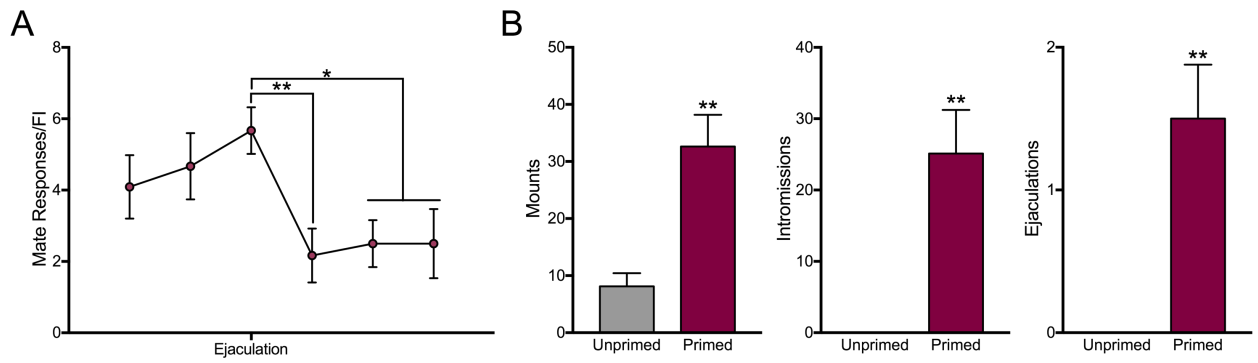 A
Mate Responses/FI
8
6
4
2
0
*
**
Ejaculation
B
Mounts
50
40
30
20
10
0
**
Unprimed Primed
Intromissions
40
30
20
10
0
**
Unprimed Primed
Ejaculations
2
1
0
**
Unprimed Primed